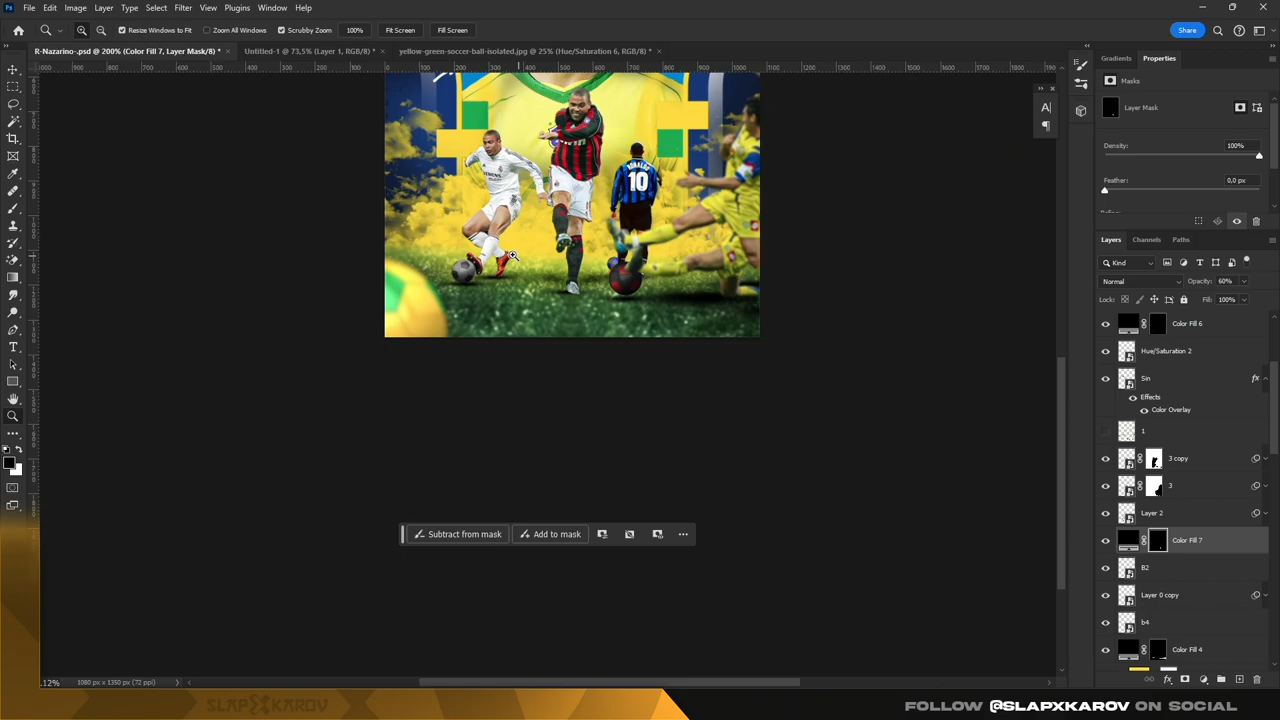 File Edit Image Layer Type Select Filter View Plugins Window Help
Resize Windows to Fit Zoom All Windows Scrubby Zoom 100% Fit Screen Fill Screen Share
R-Nazarino-.psd @ 200% (Color Fill 7, Layer Mask/8) * × Untitled-1 @ 73,5% (Layer 1, RGB/8) * × yellow-green-soccer-ball-isolated.jpg @ 25% (Hue/Saturation 6, RGB/8) * ×
Gradients Properties
Masks
Layer Mask
Density: 100%
Feather: 0,0 px
Layers Channels Paths
Kind
Normal Opacity: 60%
Lock: Fill: 100%
Color Fill 6
Hue/Saturation 2
Sin fx
Effects
Color Overlay
1
3 copy
3
Layer 2
Color Fill 7
B2
Layer 0 copy
b4
Color Fill 4
RONALDO
10
Subtract from mask Add to mask
1080 px x 1350 px (72 ppi)
SLAPXKAROV
FOLLOW @SLAPXKAROV ON SOCIAL